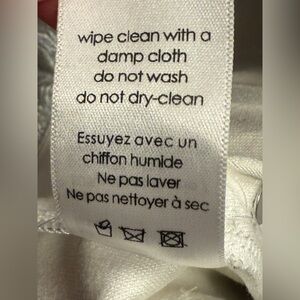 wipe clean with a
damp cloth
do not wash
do not dry-clean
Essuyez avec un
chiffon humide
Ne pas laver
Ne pas nettoyer à sec